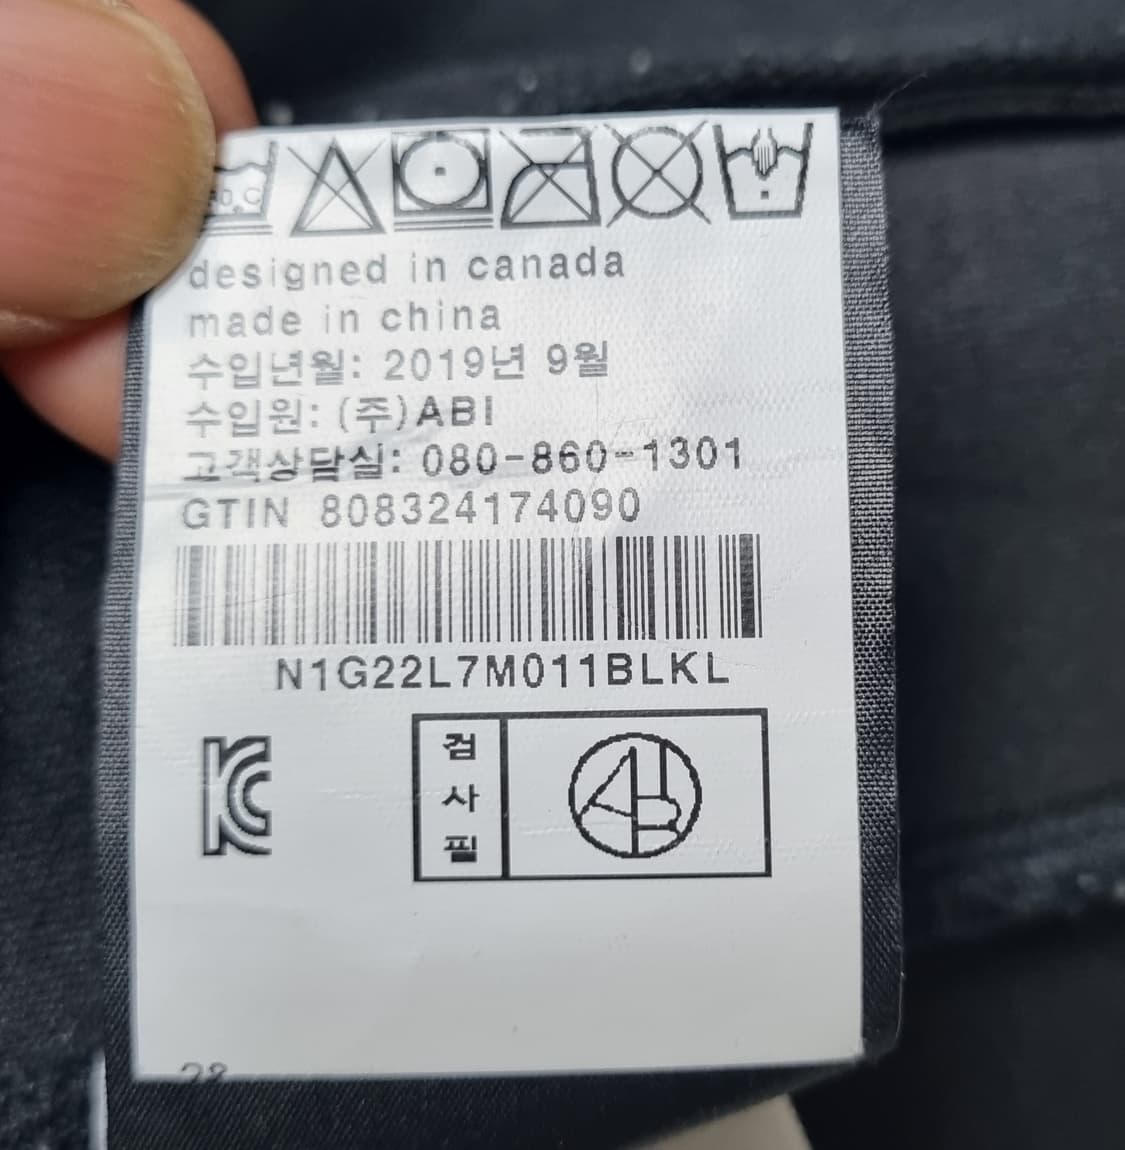 designed in canada
made in china
수입년월: 2019년 9월
수입원: (주)ABI
고객상담실: 080-860-1301
GTIN 808324174090
N1G22L7M011BLKL
검
사
필